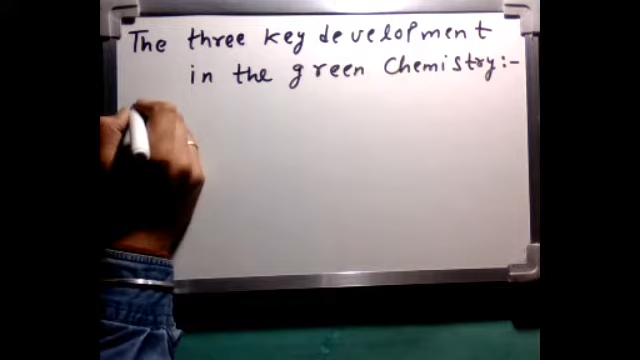 The three key development
in the green Chemistry:-